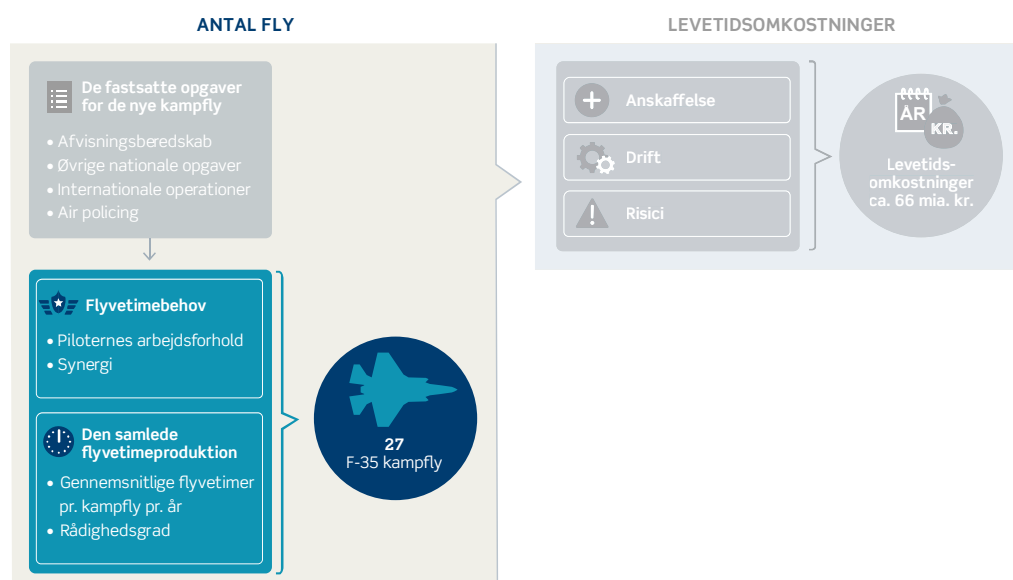 ANTAL FLY
De fastsatte opgaver
for de nye kampfly
• Afvisningsberedskab
• Øvrige nationale opgaver
• Internationale operationer
• Air policing
Flyvetimebehov
• Piloternes arbejdsforhold
• Synergi
Den samlede
flyvetimeproduktion
• Gennemsnitlige flyvetimer
pr. kampfly pr. år
• Rådighedsgrad
27
F-35 kampfly
LEVETIDSOMKOSTNINGER
Anskaffelse
Drift
Risici
ÅR
KR.
Levetids-
omkostninger
ca. 66 mia. kr.